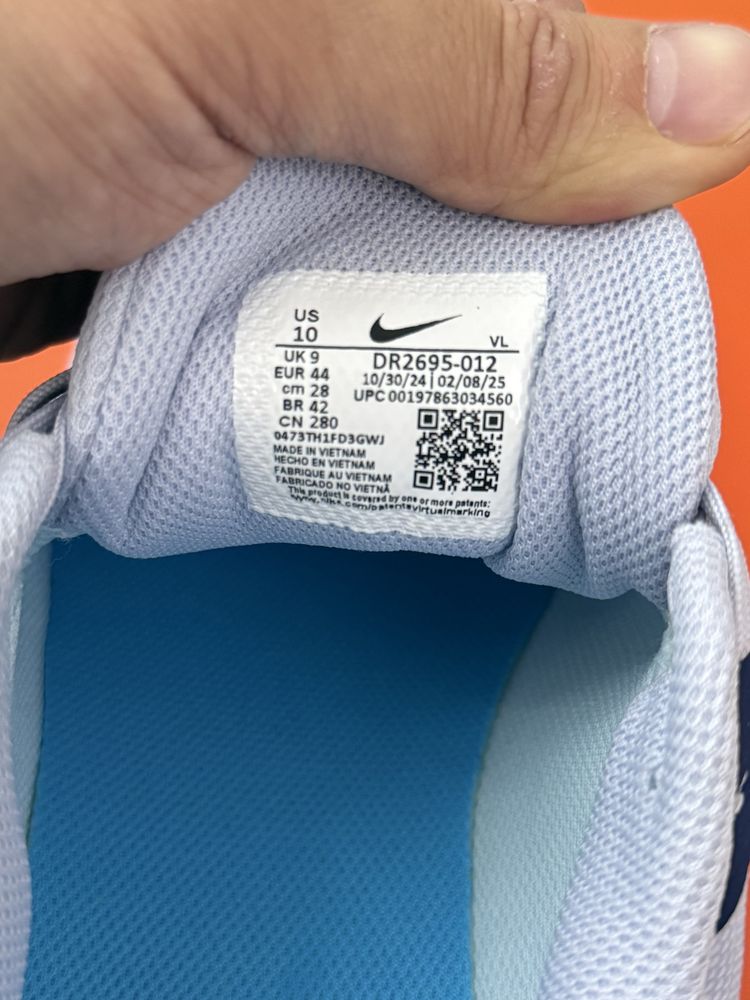 US
10
VL
UK 9
EUR 44
cm 28
BR 42
CN 280
DR2695-012
10/30/24 | 02/08/25
UPC 00197863034560
0473TH1FD3GWJ
MADE IN VIETNAM
HECHO EN VIETNAM
FABRIQUE AU VIETNAM
FABRICADO NO VIETNÃ
This product is covered by one or more patents:
www.nike.com/patentsvirtualmarking